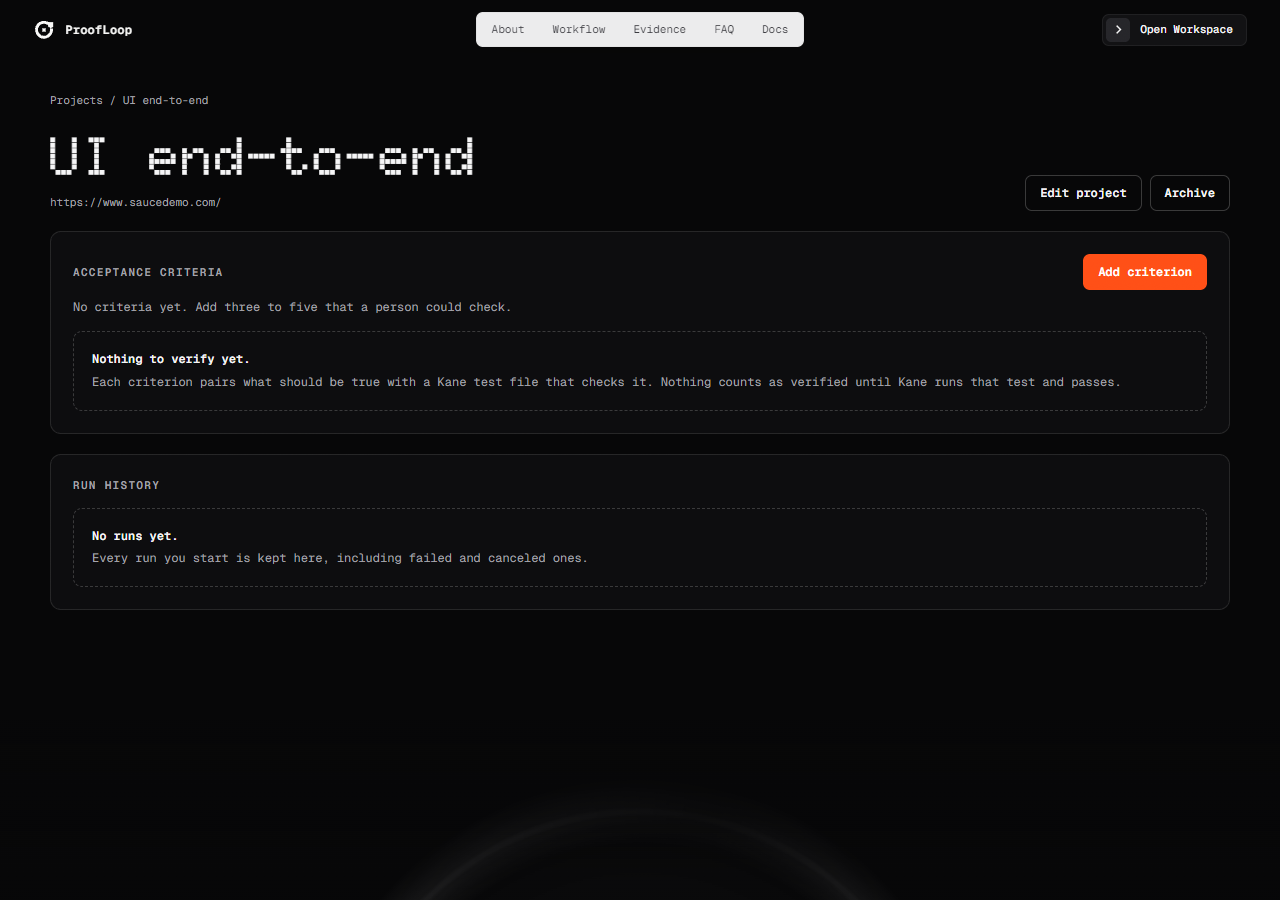 ProofLoop
About Workflow Evidence FAQ Docs
Open Workspace
Projects / UI end-to-end
UI end-to-end
https://www.saucedemo.com/
Edit project
Archive
ACCEPTANCE CRITERIA
Add criterion
No criteria yet. Add three to five that a person could check.
Nothing to verify yet.
Each criterion pairs what should be true with a Kane test file that checks it. Nothing counts as verified until Kane runs that test and passes.
RUN HISTORY
No runs yet.
Every run you start is kept here, including failed and canceled ones.